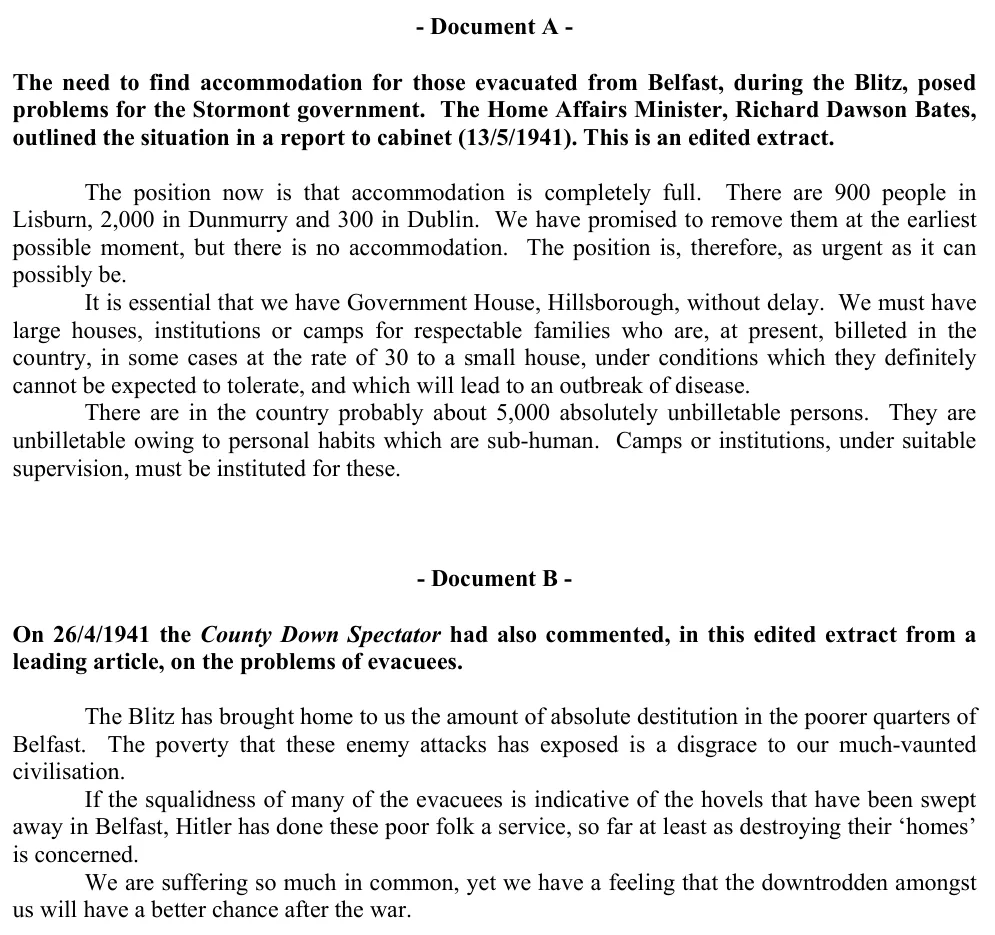 - Document A -
The need to find accommodation for those evacuated from Belfast, during the Blitz, posed
problems for the Stormont government. The Home Affairs Minister, Richard Dawson Bates,
outlined the situation in a report to cabinet (13/5/1941). This is an edited extract.
The position now is that accommodation is completely full. There are 900 people in
Lisburn, 2,000 in Dunmurry and 300 in Dublin. We have promised to remove them at the earliest
possible moment, but there is no accommodation. The position is, therefore, as urgent as it can
possibly be.
It is essential that we have Government House, Hillsborough, without delay. We must have
large houses, institutions or camps for respectable families who are, at present, billeted in the
country, in some cases at the rate of 30 to a small house, under conditions which they definitely
cannot be expected to tolerate, and which will lead to an outbreak of disease.
There are in the country probably about 5,000 absolutely unbilletable persons. They are
unbilletable owing to personal habits which are sub-human. Camps or institutions, under suitable
supervision, must be instituted for these.
- Document B -
On 26/4/1941 the County Down Spectator had also commented, in this edited extract from a
leading article, on the problems of evacuees.
The Blitz has brought home to us the amount of absolute destitution in the poorer quarters of
Belfast. The poverty that these enemy attacks has exposed is a disgrace to our much-vaunted
civilisation.
If the squalidness of many of the evacuees is indicative of the hovels that have been swept
away in Belfast, Hitler has done these poor folk a service, so far at least as destroying their ‘homes’
is concerned.
We are suffering so much in common, yet we have a feeling that the downtrodden amongst
us will have a better chance after the war.